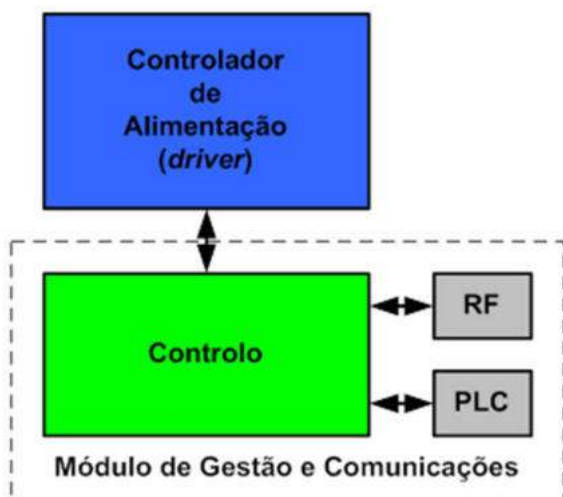 Controlador
de
Alimentação
(driver)
Controlo
RF
PLC
Módulo de Gestão e Comunicações